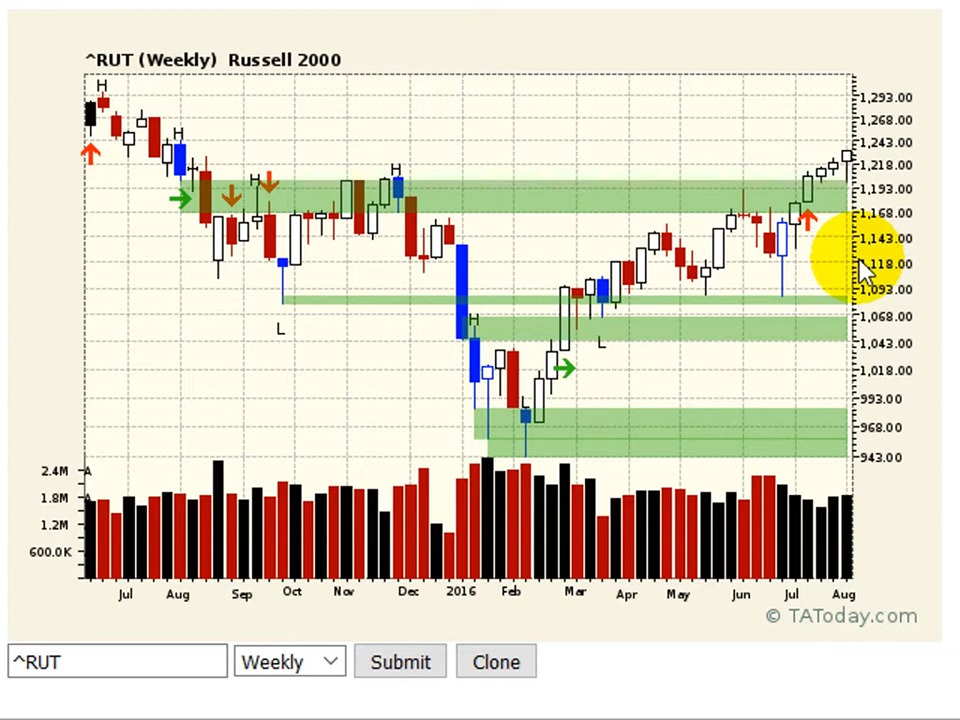 ^RUT (Weekly) Russell 2000
H
H
H
H
H
L
L
L
1,293.00
1,268.00
1,243.00
1,218.00
1,193.00
1,168.00
1,143.00
1,118.00
1,093.00
1,068.00
1,043.00
1,018.00
993.00
968.00
943.00
2.4M A
1.8M A
1.2M
600.0K
Jul Aug Sep Oct Nov Dec 2016 Feb Mar Apr May Jun Jul Aug
© TAToday.com
^RUT Weekly Submit Clone